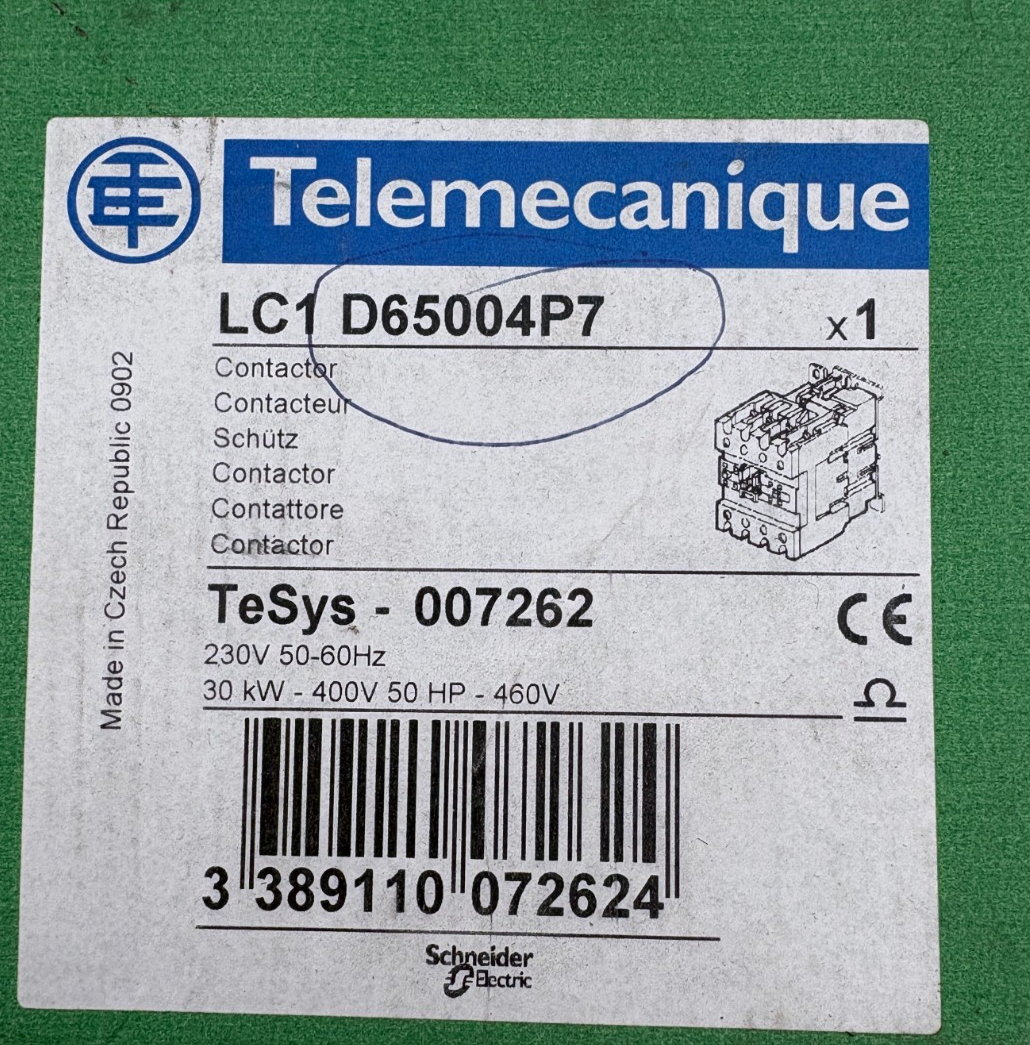 Telemecanique
LC1 D65004P7 x1
Contactor
Contacteur
Schütz
Contactor
Contattore
Contactor
TeSys - 007262
CE
230V 50-60Hz
30 kW - 400V 50 HP - 460V
3 389110 072624
Schneider
Electric
Made in Czech Republic 0902